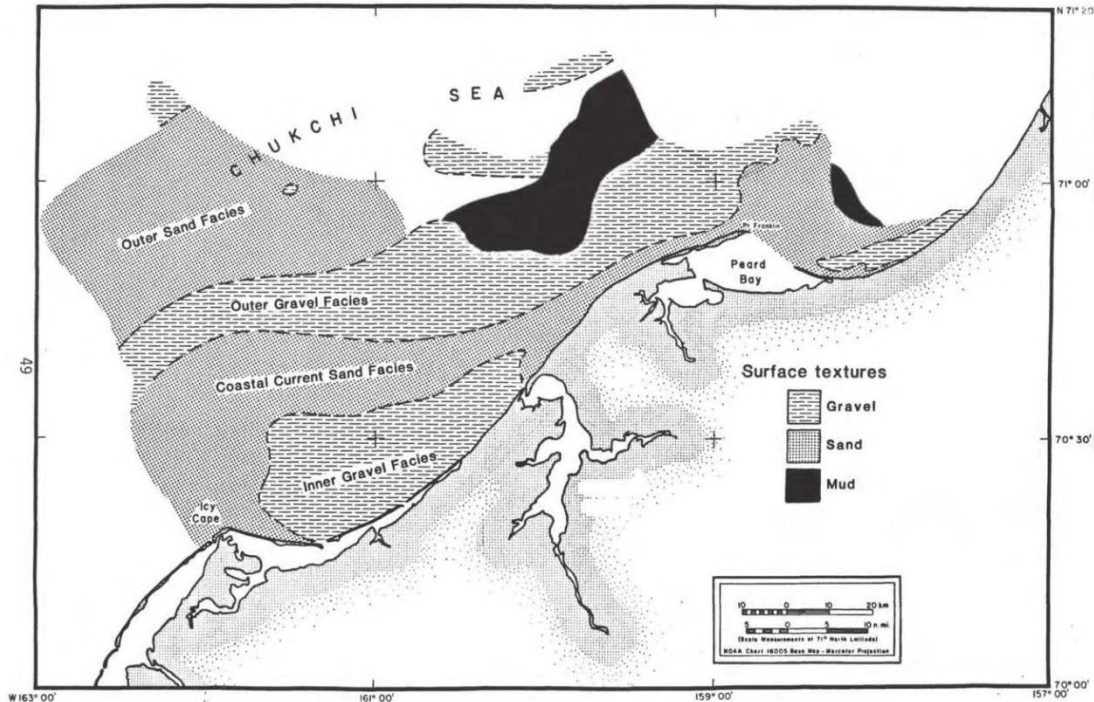 N 71° 20'
CHUKCHI SEA
71° 00'
Outer Sand Facies
Pt Franklin
Peard
Bay
Outer Gravel Facies
49
Surface textures
Coastal Current Sand Facies
Gravel
Sand
70° 30'
Inner Gravel Facies
Mud
Icy
Cape
10 0 10 20 km
5 0 5 10 n. mi.
(Scale Measurements at 71° North Latitude)
NOAA Chart 16005 Base Map - Mercator Projection
70° 00'
W 163° 00' 161° 00' 159° 00' 157° 00'